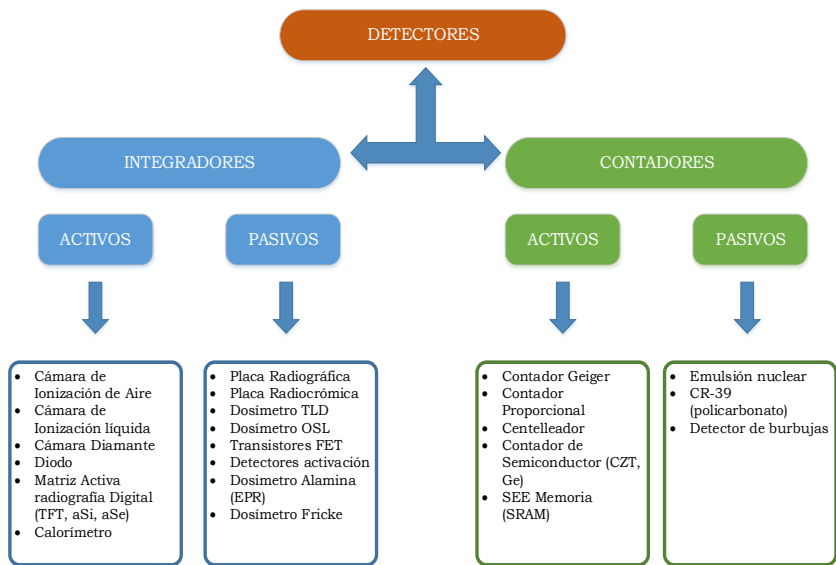 DETECTORES
INTEGRADORES
CONTADORES
ACTIVOS
PASIVOS
ACTIVOS
PASIVOS
• Cámara de
Ionización de Aire
• Cámara de
Ionización líquida
• Cámara Diamante
• Diodo
• Matriz Activa
radiografía Digital
(TFT, aSi, aSe)
• Calorímetro
• Placa Radiográfica
• Placa Radiocrómica
• Dosímetro TLD
• Dosímetro OSL
• Transistores FET
• Detectores activación
• Dosimetro Alamina
(EPR)
• Dosímetro Fricke
• Contador Geiger
• Contador
Proporcional
• Centelleador
• Contador de
Semiconductor (CZT,
Ge)
• SEE Memoria
(SRAM)
• Emulsión nuclear
• CR-39
(policarbonato)
• Detector de burbujas